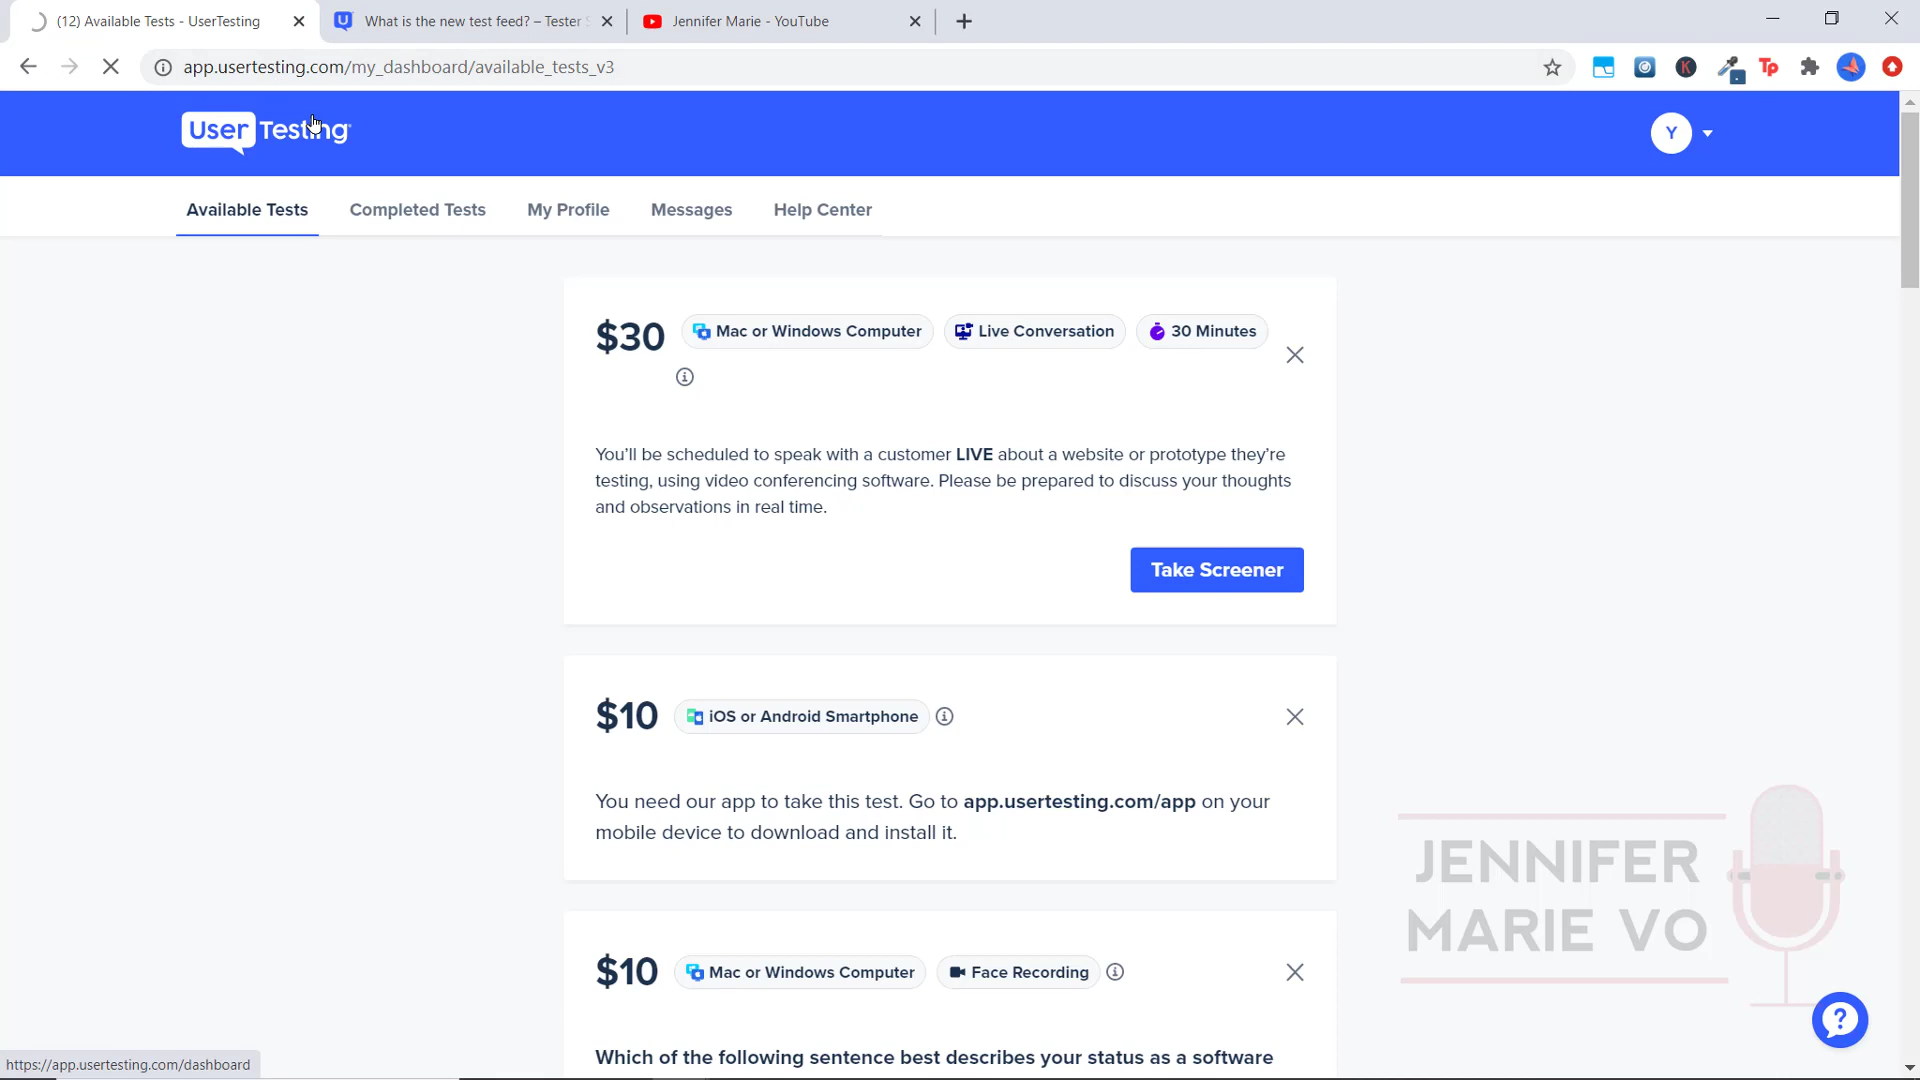 (12) Available Tests - UserTesting
What is the new test feed? – Tester S
Jennifer Marie - YouTube
app.usertesting.com/my_dashboard/available_tests_v3
K
Tp
UserTesting
Y
Available Tests
Completed Tests
My Profile
Messages
Help Center
$30
Mac or Windows Computer
Live Conversation
30 Minutes
You'll be scheduled to speak with a customer LIVE about a website or prototype they're
testing, using video conferencing software. Please be prepared to discuss your thoughts
and observations in real time.
Take Screener
$10
iOS or Android Smartphone
You need our app to take this test. Go to app.usertesting.com/app on your
mobile device to download and install it.
$10
Mac or Windows Computer
Face Recording
Which of the following sentence best describes your status as a software
JENNIFER
MARIE VO
https://app.usertesting.com/dashboard